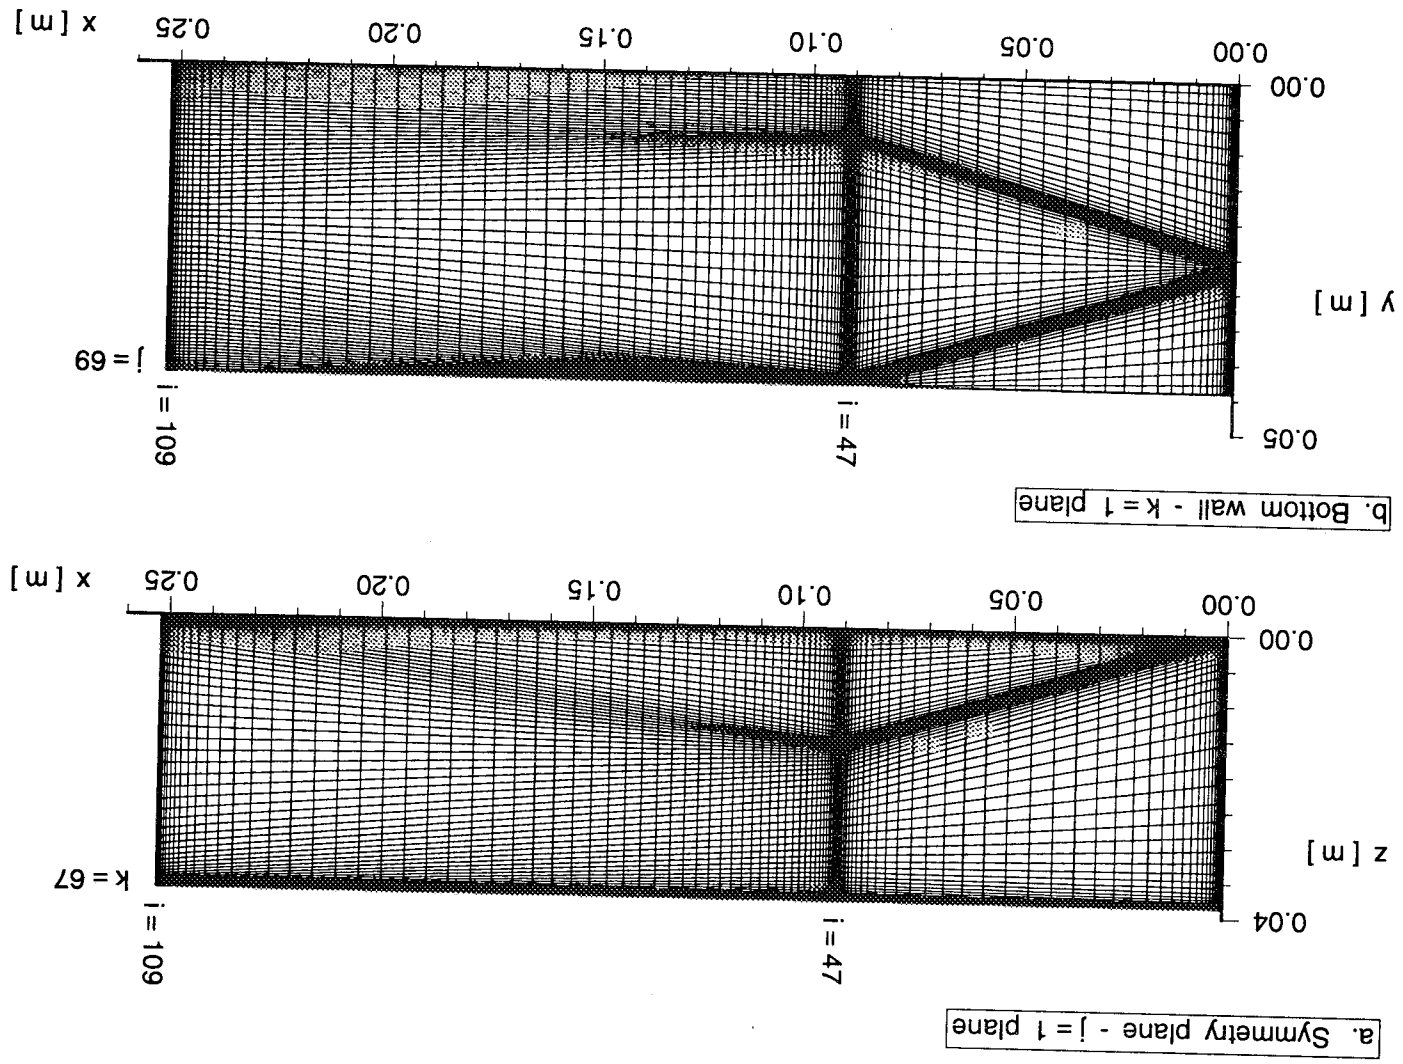 a. Symmetry plane - j = 1 plane
i = 47
i = 109
0.04
k = 67
z [ m ]
0.00
0.00
0.05
0.10
0.15
0.20
0.25
x [ m ]
b. Bottom wall - k = 1 plane
i = 47
i = 109
0.05
j = 69
y [ m ]
0.00
0.00
0.05
0.10
0.15
0.20
0.25
x [ m ]